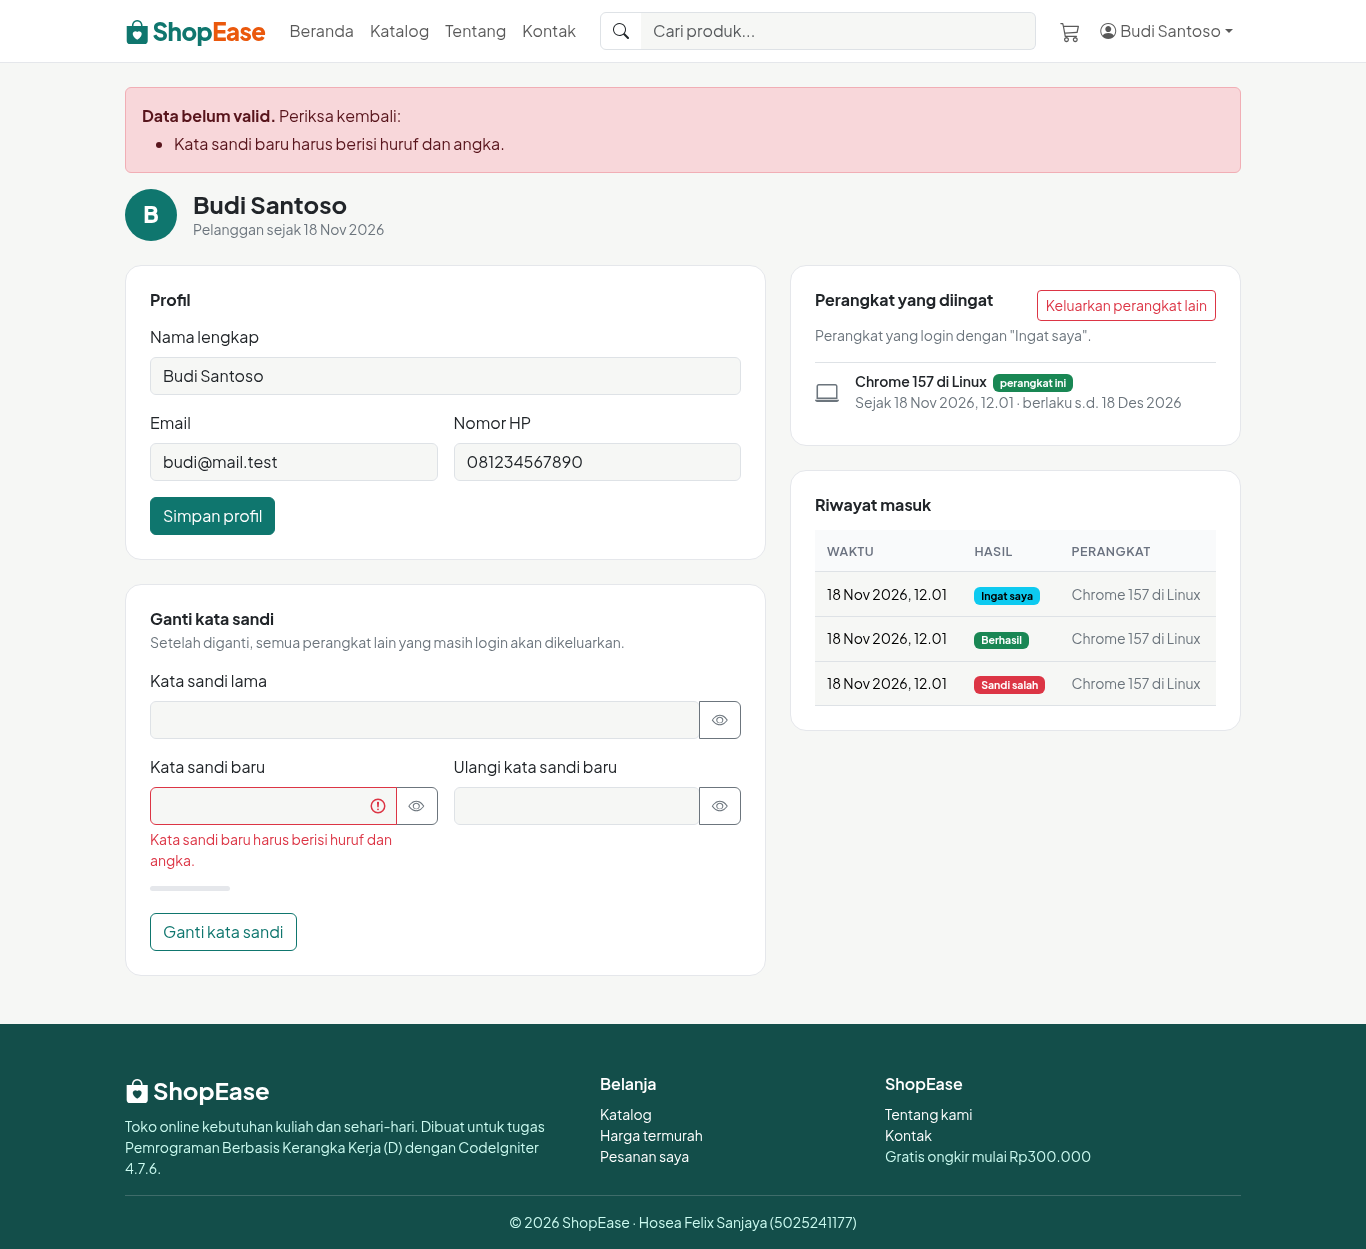 ShopEase
Beranda
Katalog
Tentang
Kontak
Cari produk...
Budi Santoso
Data belum valid. Periksa kembali:
Kata sandi baru harus berisi huruf dan angka.
B
Budi Santoso
Pelanggan sejak 18 Nov 2026
Profil
Nama lengkap
Budi Santoso
Email
Nomor HP
budi@mail.test
081234567890
Simpan profil
Ganti kata sandi
Setelah diganti, semua perangkat lain yang masih login akan dikeluarkan.
Kata sandi lama
Kata sandi baru
Ulangi kata sandi baru
Kata sandi baru harus berisi huruf dan
angka.
Ganti kata sandi
Perangkat yang diingat
Keluarkan perangkat lain
Perangkat yang login dengan "Ingat saya".
Chrome 157 di Linux perangkat ini
Sejak 18 Nov 2026, 12.01 · berlaku s.d. 18 Des 2026
Riwayat masuk
WAKTU HASIL PERANGKAT
18 Nov 2026, 12.01 Ingat saya Chrome 157 di Linux
18 Nov 2026, 12.01 Berhasil Chrome 157 di Linux
18 Nov 2026, 12.01 Sandi salah Chrome 157 di Linux
ShopEase
Toko online kebutuhan kuliah dan sehari-hari. Dibuat untuk tugas
Pemrograman Berbasis Kerangka Kerja (D) dengan CodeIgniter
4.7.6.
Belanja
Katalog
Harga termurah
Pesanan saya
ShopEase
Tentang kami
Kontak
Gratis ongkir mulai Rp300.000
© 2026 ShopEase · Hosea Felix Sanjaya (5025241177)